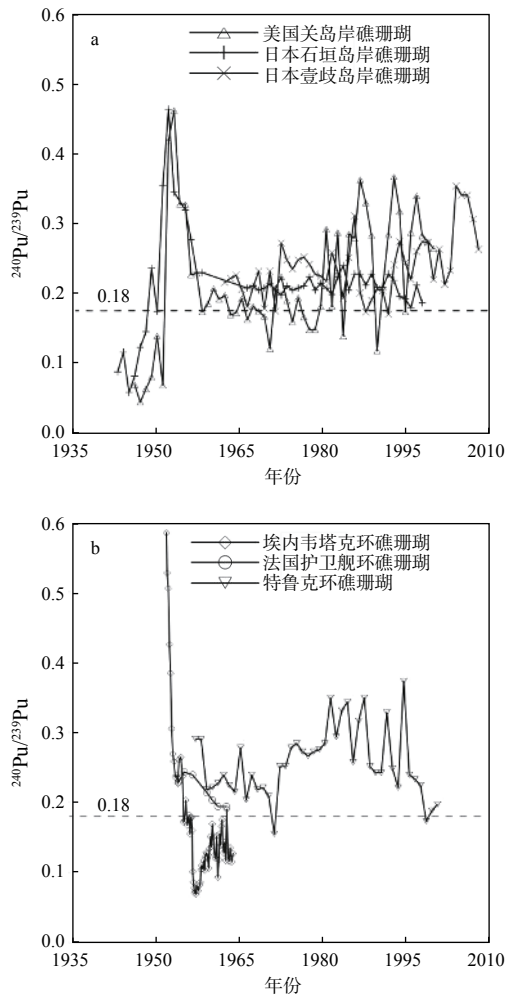 a
美国关岛岸礁珊瑚
日本石垣岛岸礁珊瑚
日本壹歧岛岸礁珊瑚
0.6
0.5
0.4
0.3
0.2
0.1
0.0
0.18
²⁴⁰Pu/²³⁹Pu
1935 1950 1965 1980 1995 2010
年份
b
埃内韦塔克环礁珊瑚
法国护卫舰环礁珊瑚
特鲁克环礁珊瑚
0.6
0.5
0.4
0.3
0.2
0.1
0.0
0.18
²⁴⁰Pu/²³⁹Pu
1935 1950 1965 1980 1995 2010
年份